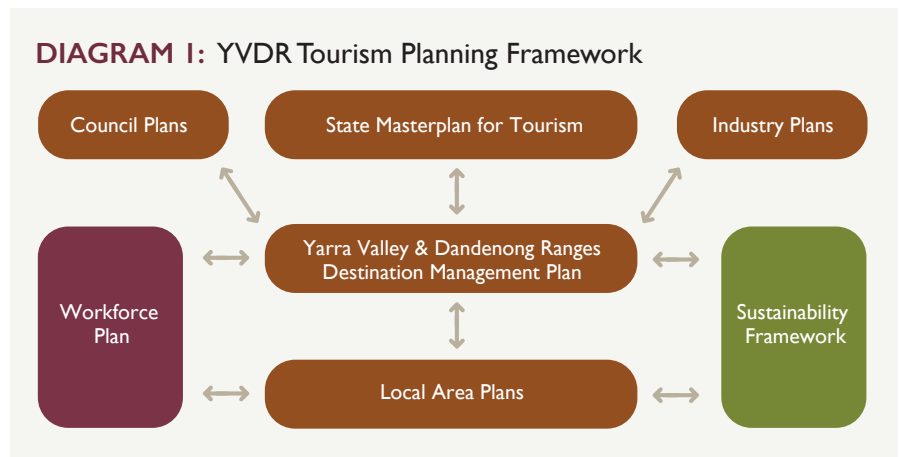 DIAGRAM 1: YVDR Tourism Planning Framework
Council Plans
State Masterplan for Tourism
Industry Plans
Yarra Valley & Dandenong Ranges
Destination Management Plan
Workforce
Plan
Sustainability
Framework
Local Area Plans